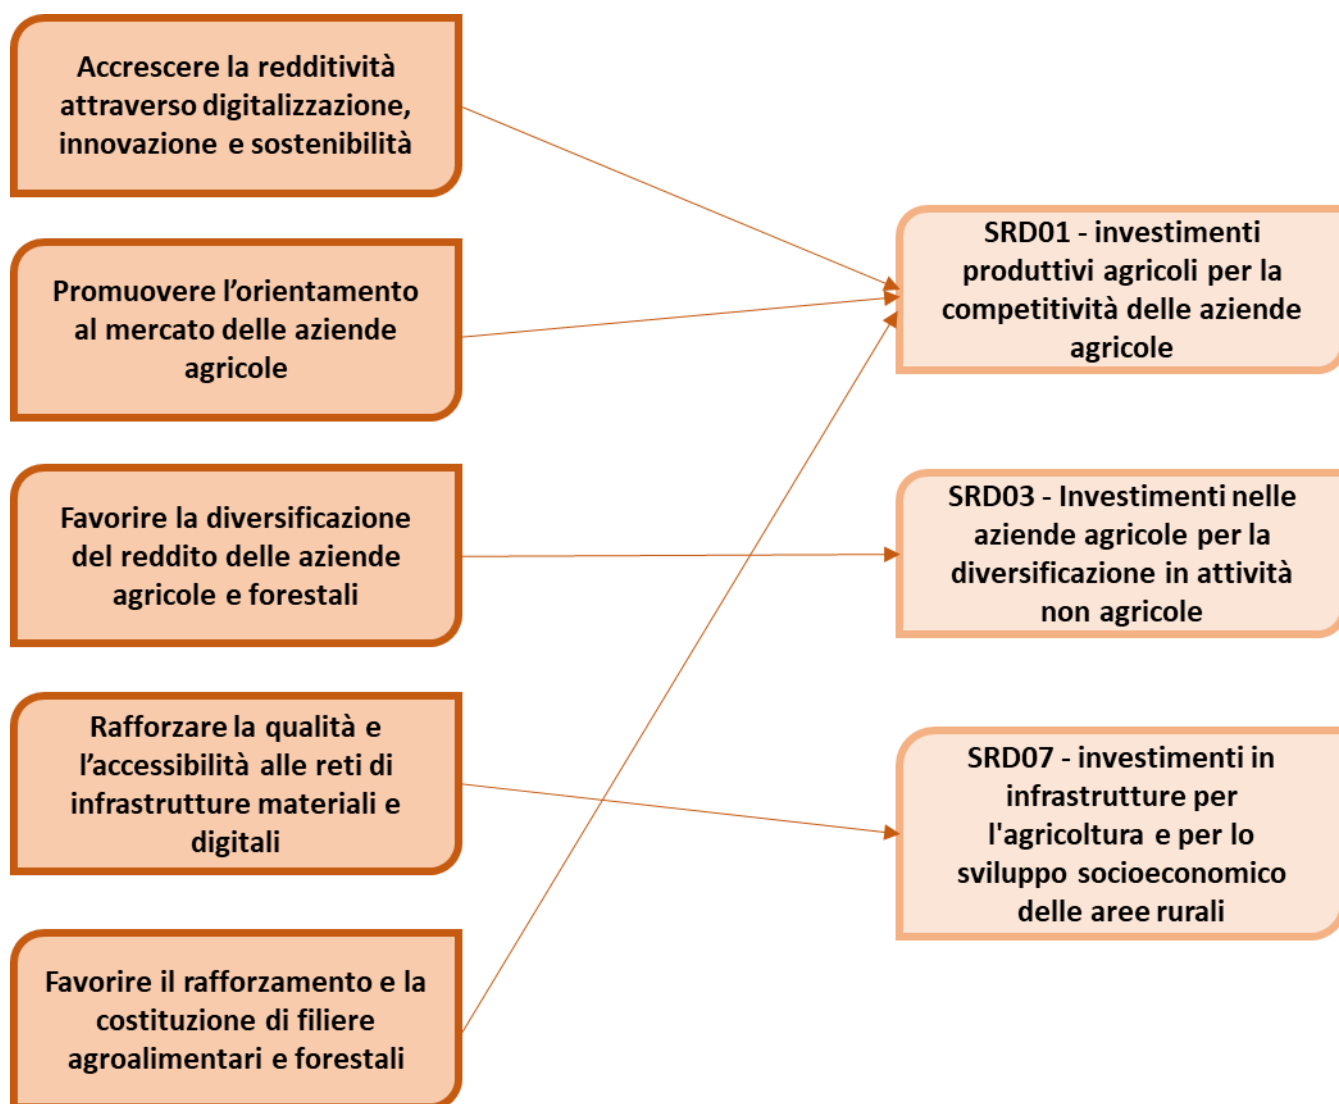 Accrescere la redditività
attraverso digitalizzazione,
innovazione e sostenibilità
Promuovere l’orientamento
al mercato delle aziende
agricole
Favorire la diversificazione
del reddito delle aziende
agricole e forestali
Rafforzare la qualità e
l’accessibilità alle reti di
infrastrutture materiali e
digitali
Favorire il rafforzamento e la
costituzione di filiere
agroalimentari e forestali
SRD01 - investimenti
produttivi agricoli per la
competitività delle aziende
agricole
SRD03 - Investimenti nelle
aziende agricole per la
diversificazione in attività
non agricole
SRD07 - investimenti in
infrastrutture per
l'agricoltura e per lo
sviluppo socioeconomico
delle aree rurali